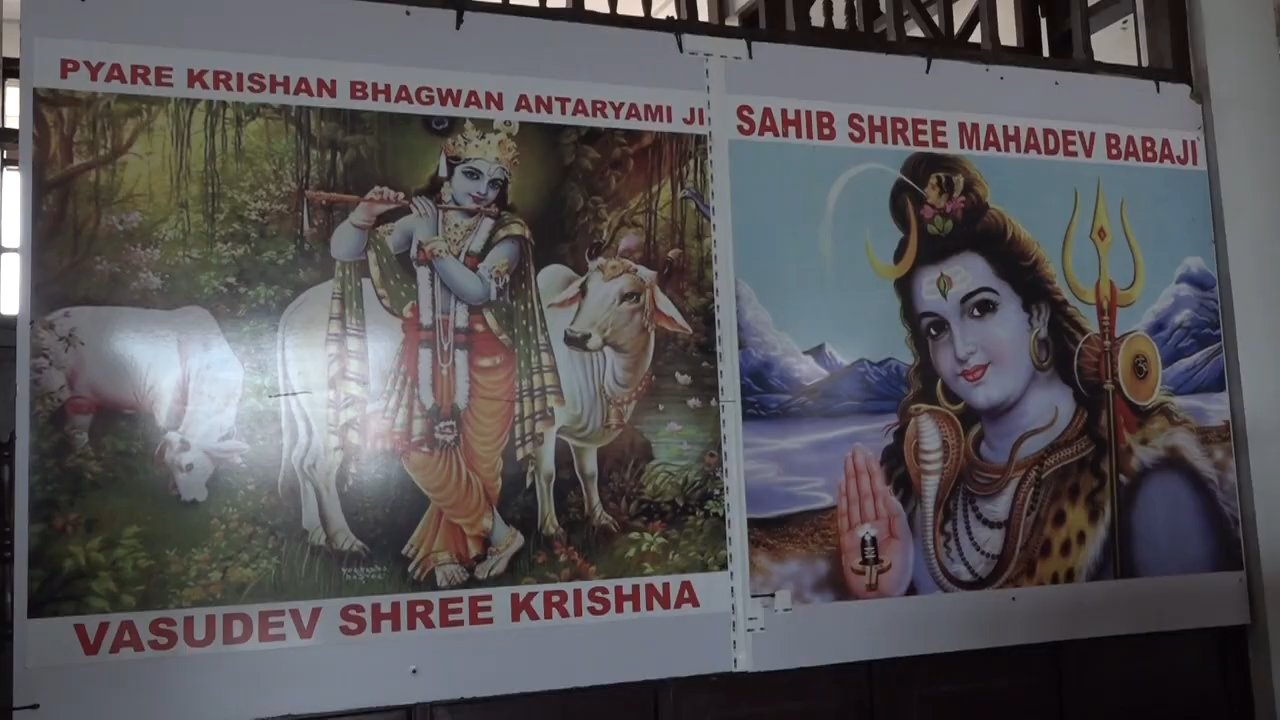 PYARE KRISHAN BHAGWAN ANTARYAMI JI
SAHIB SHREE MAHADEV BABAJI
VASUDEV SHREE KRISHNA